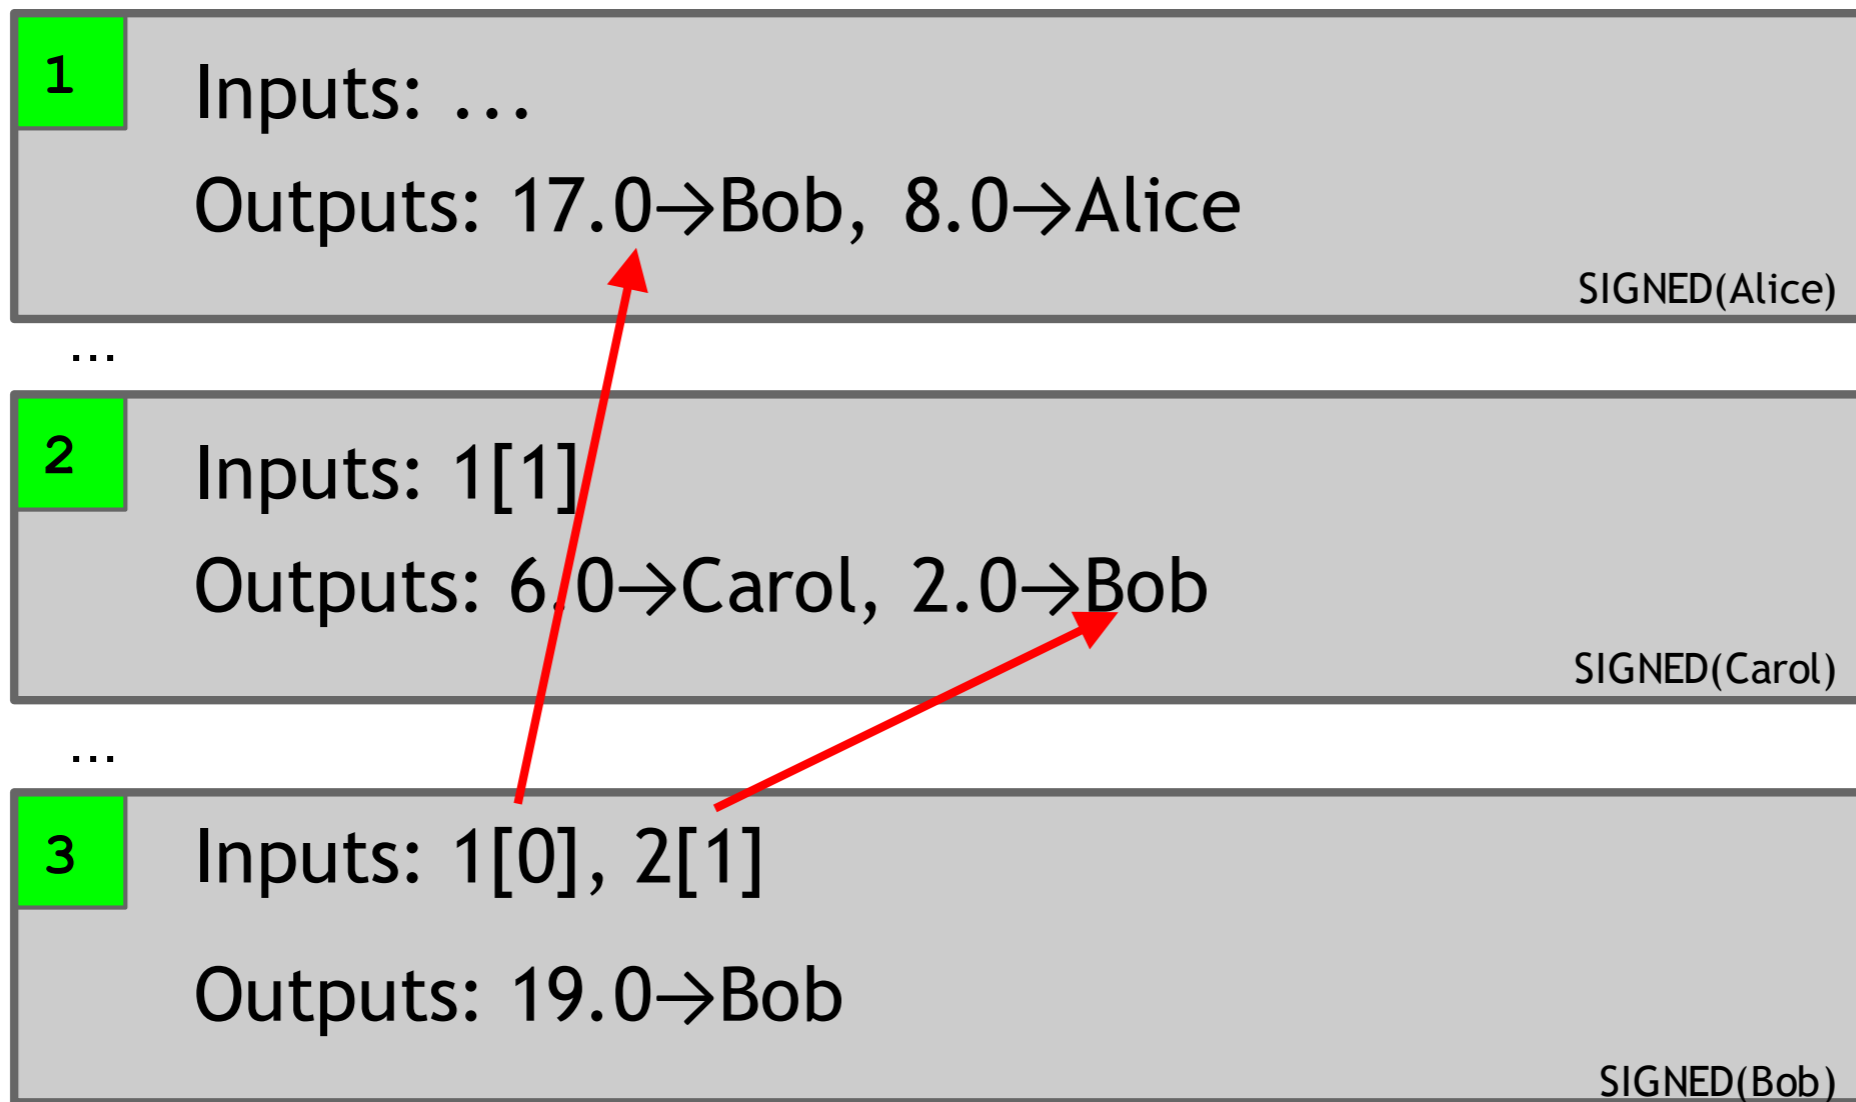 1
Inputs: ...
Outputs: 17.0→Bob, 8.0→Alice
SIGNED(Alice)
...
2
Inputs: 1[1]
Outputs: 6.0→Carol, 2.0→Bob
SIGNED(Carol)
...
3
Inputs: 1[0], 2[1]
Outputs: 19.0→Bob
SIGNED(Bob)